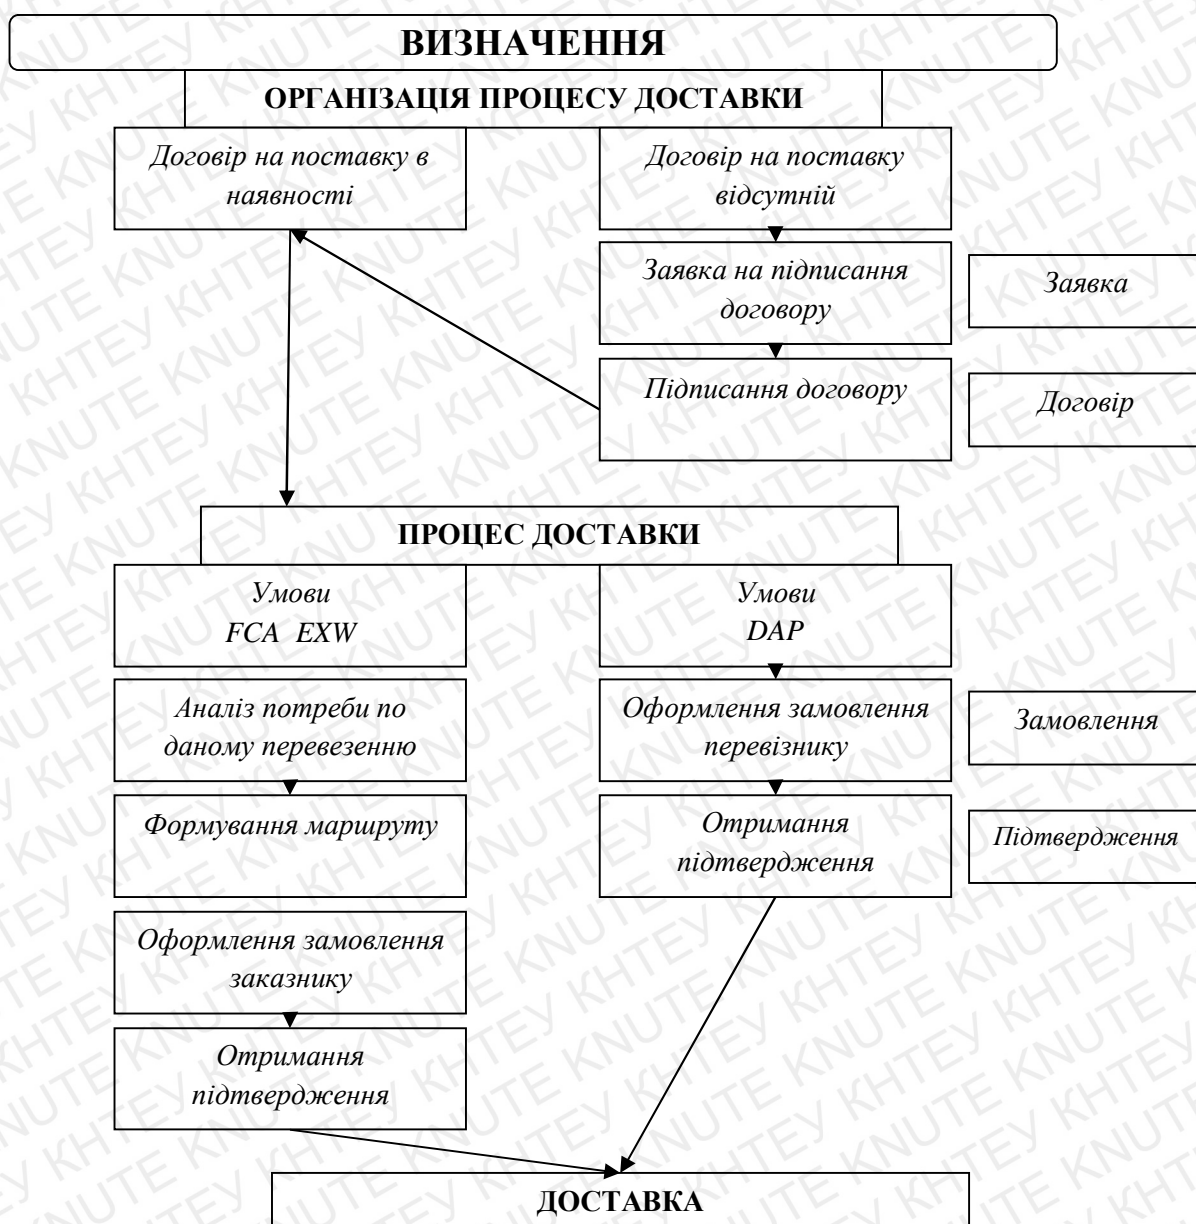 ВИЗНАЧЕННЯ
ОРГАНІЗАЦІЯ ПРОЦЕСУ ДОСТАВКИ
Договір на поставку в
наявності
Договір на поставку
відсутній
Заявка на підписання
договору
Заявка
Підписання договору
Договір
ПРОЦЕС ДОСТАВКИ
Умови
FCA EXW
Умови
DAP
Аналіз потреби по
даному перевезенню
Оформлення замовлення
перевізнику
Замовлення
Формування маршруту
Отримання
підтвердження
Підтвердження
Оформлення замовлення
заказнику
Отримання
підтвердження
ДОСТАВКА